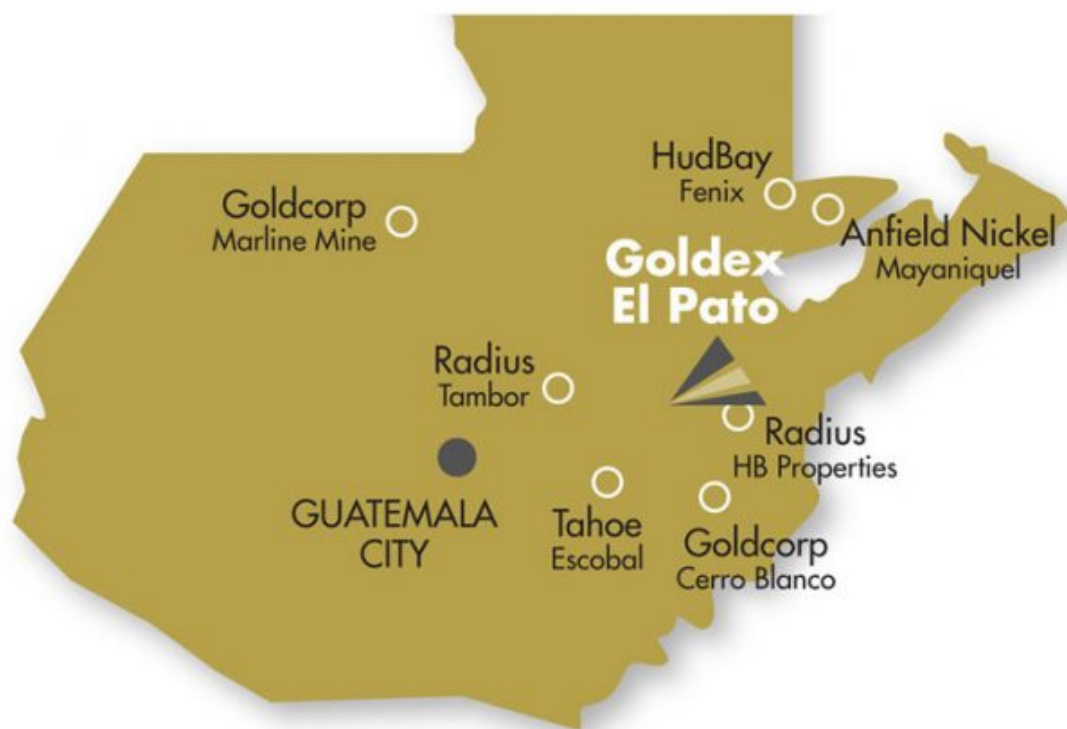 HudBay
Fenix
Goldcorp
Marline Mine
Anfield Nickel
Mayaniquel
Goldex
El Pato
Radius
Tambor
Radius
HB Properties
GUATEMALA
CITY
Tahoe
Escobal
Goldcorp
Cerro Blanco